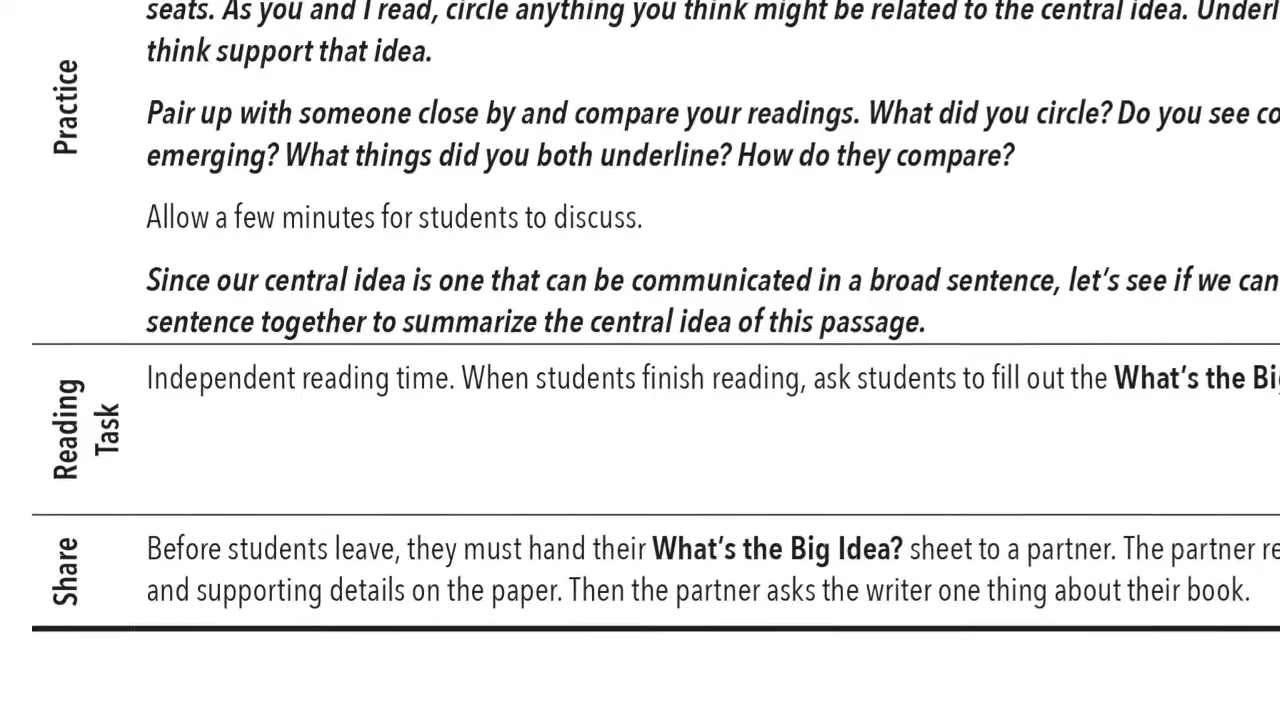 seats. As you and I read, circle anything you think might be related to the central idea.
think support that idea.
Practice
Pair up with someone close by and compare your readings. What did you circle? Do you see
emerging? What things did you both underline? How do they compare?
Allow a few minutes for students to discuss.
Since our central idea is one that can be communicated in a broad sentence, let's see if we can
sentence together to summarize the central idea of this passage.
Reading
Task
Independent reading time. When students finish reading, ask students to fill out the What's the
Share
Before students leave, they must hand their What's the Big Idea? sheet to a partner. The partner
and supporting details on the paper. Then the partner asks the writer one thing about their book.